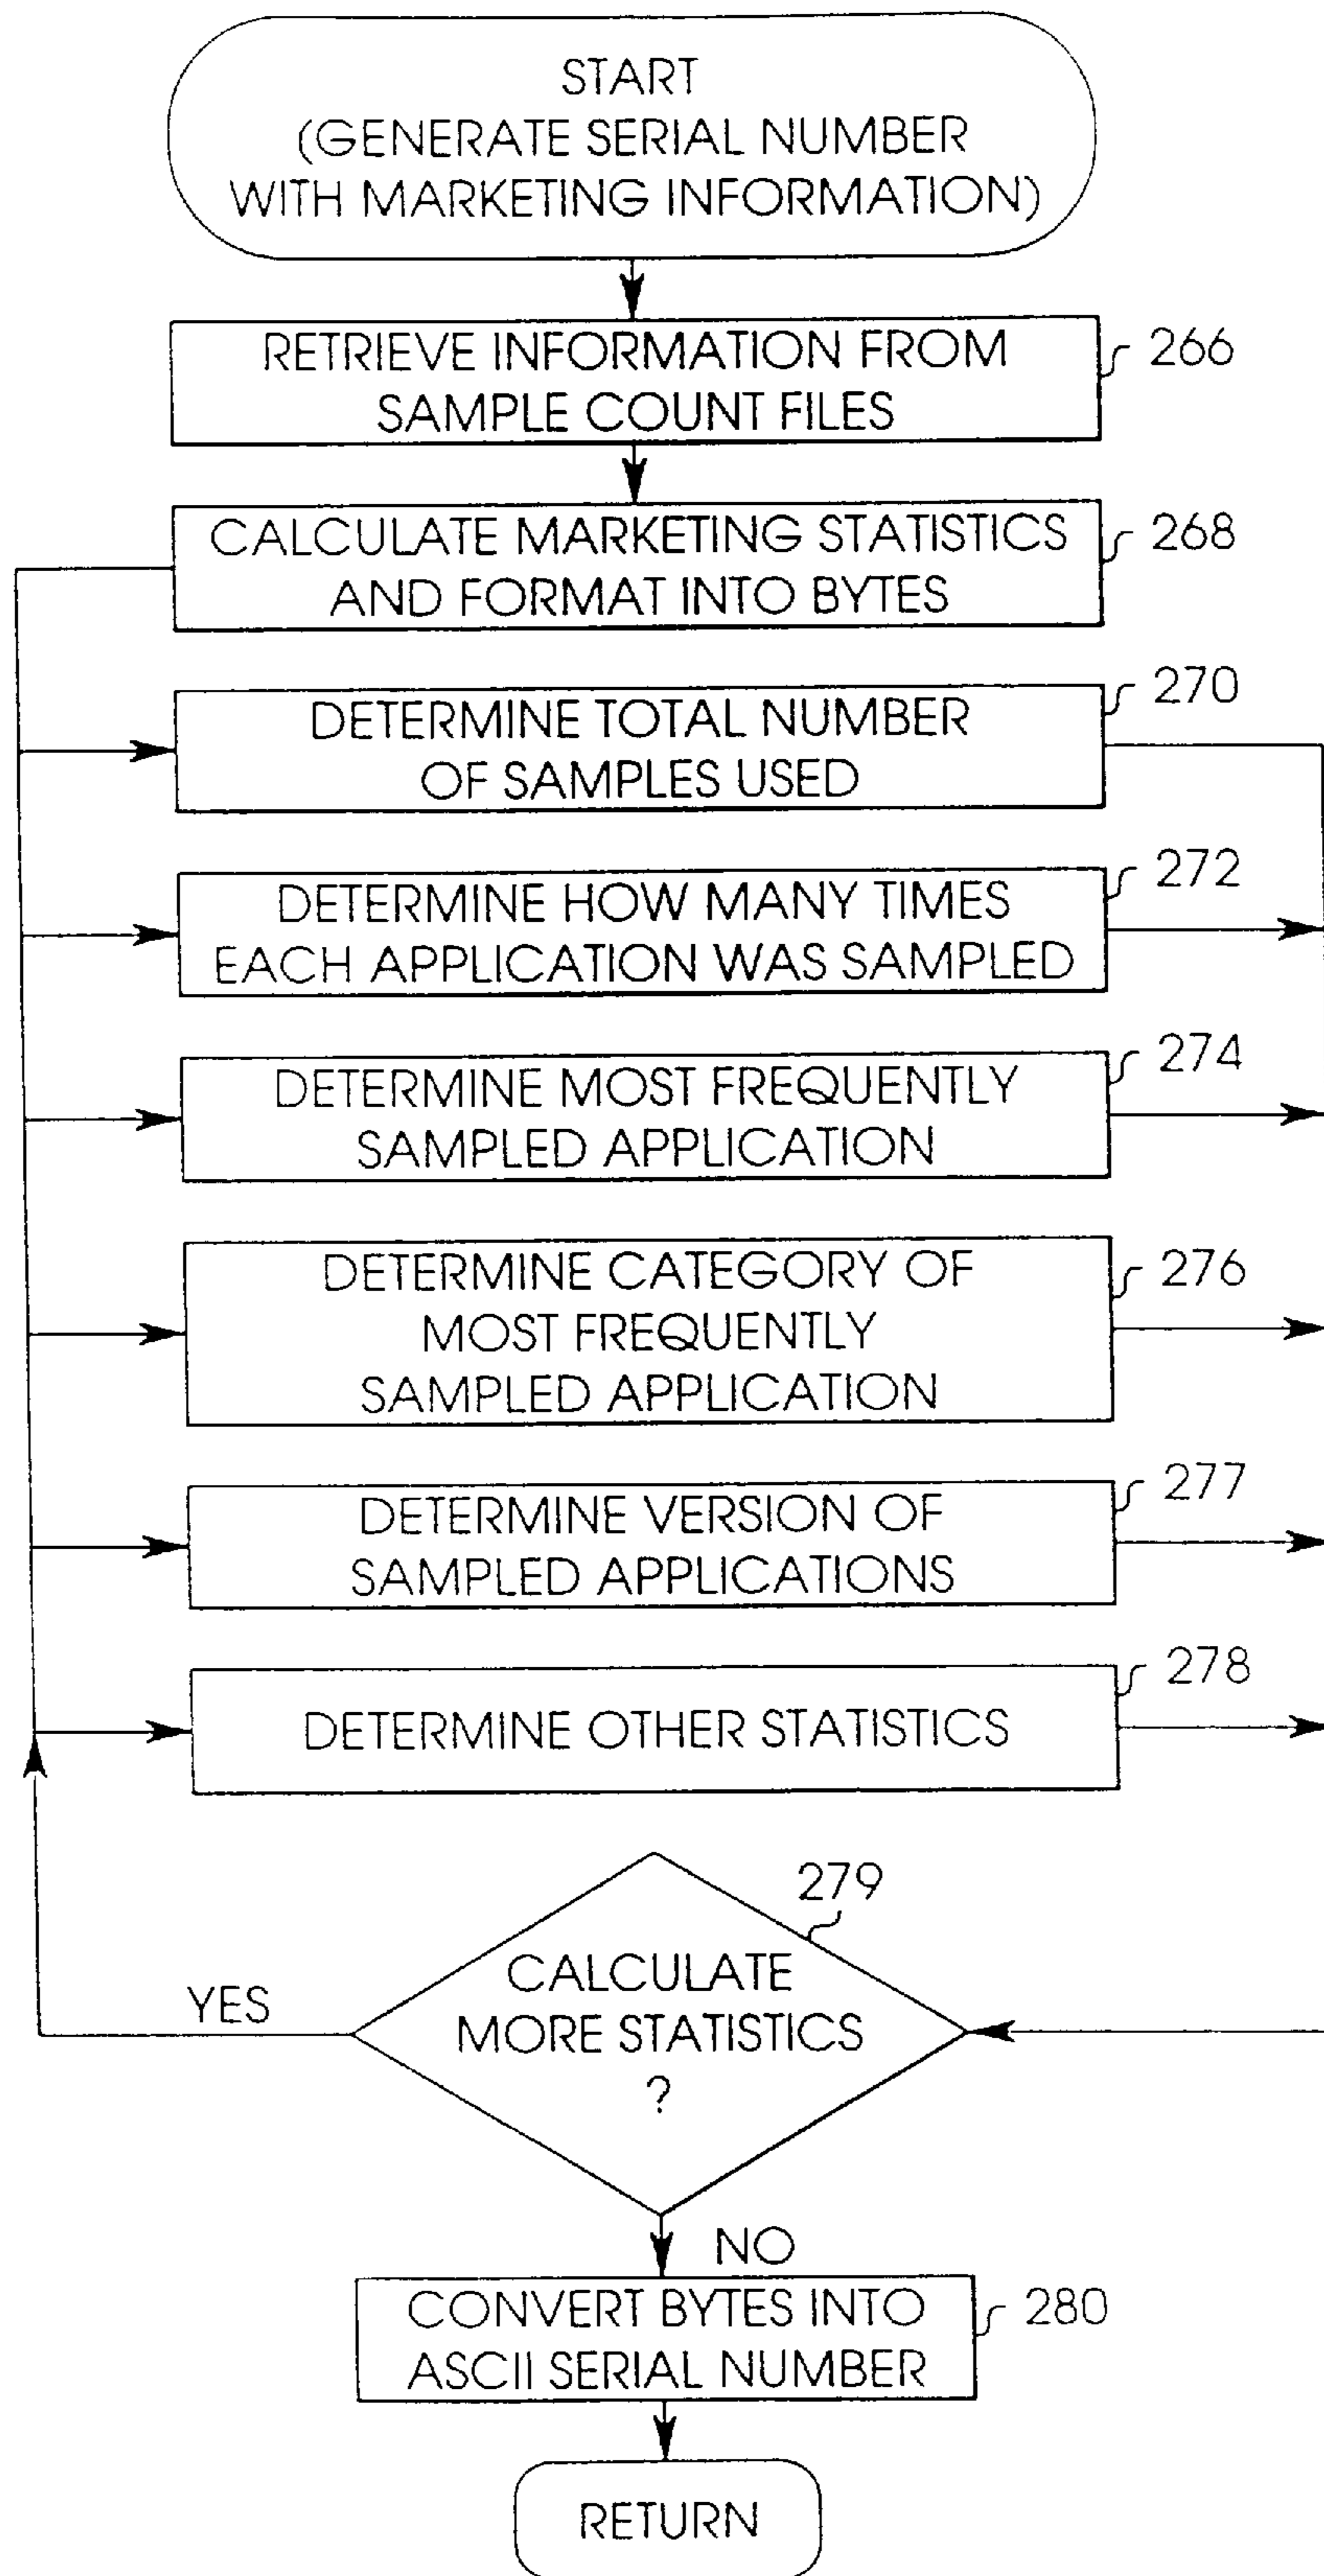 START
(GENERATE SERIAL NUMBER
WITH MARKETING INFORMATION)
RETRIEVE INFORMATION FROM
SAMPLE COUNT FILES
266
CALCULATE MARKETING STATISTICS
AND FORMAT INTO BYTES
268
DETERMINE TOTAL NUMBER
OF SAMPLES USED
270
DETERMINE HOW MANY TIMES
EACH APPLICATION WAS SAMPLED
272
DETERMINE MOST FREQUENTLY
SAMPLED APPLICATION
274
DETERMINE CATEGORY OF
MOST FREQUENTLY
SAMPLED APPLICATION
276
DETERMINE VERSION OF
SAMPLED APPLICATIONS
277
DETERMINE OTHER STATISTICS
278
279
CALCULATE
MORE STATISTICS
?
YES
NO
CONVERT BYTES INTO
ASCII SERIAL NUMBER
280
RETURN